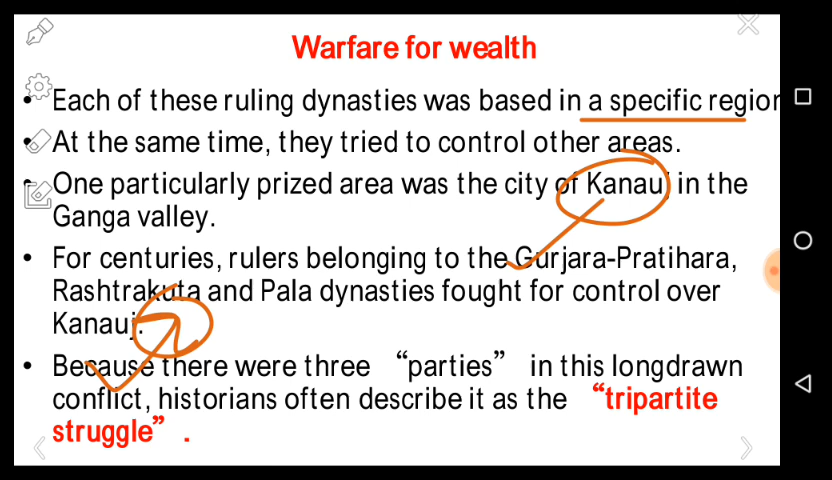 Warfare for wealth
• Each of these ruling dynasties was based in a specific region
• At the same time, they tried to control other areas.
• One particularly prized area was the city of Kanauj in the
Ganga valley.
• For centuries, rulers belonging to the Gurjara-Pratihara,
Rashtrakuta and Pala dynasties fought for control over
Kanauj.
• Because there were three “parties” in this longdrawn
conflict, historians often describe it as the “tripartite
struggle” .